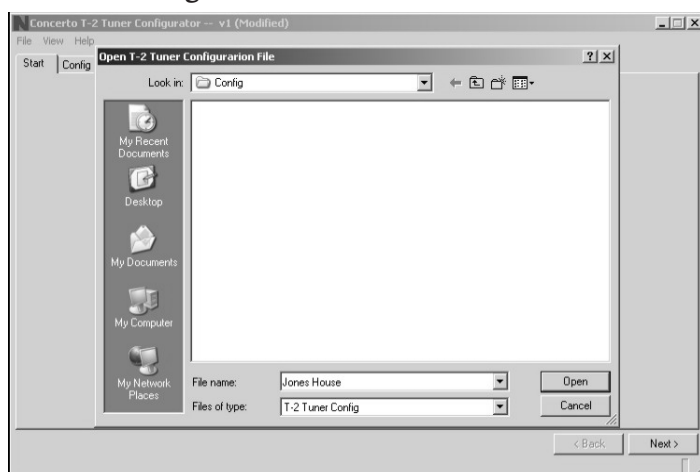 Concerto T-2 Tuner Configurator -- v1 (Modified)
File View Help
Start Config
Open T-2 Tuner Configurarion File
Look in: Config
My Recent
Documents
Desktop
My Documents
My Computer
My Network
Places
File name: Jones House Open
Files of type: T-2 Tuner Config Cancel
< Back Next >